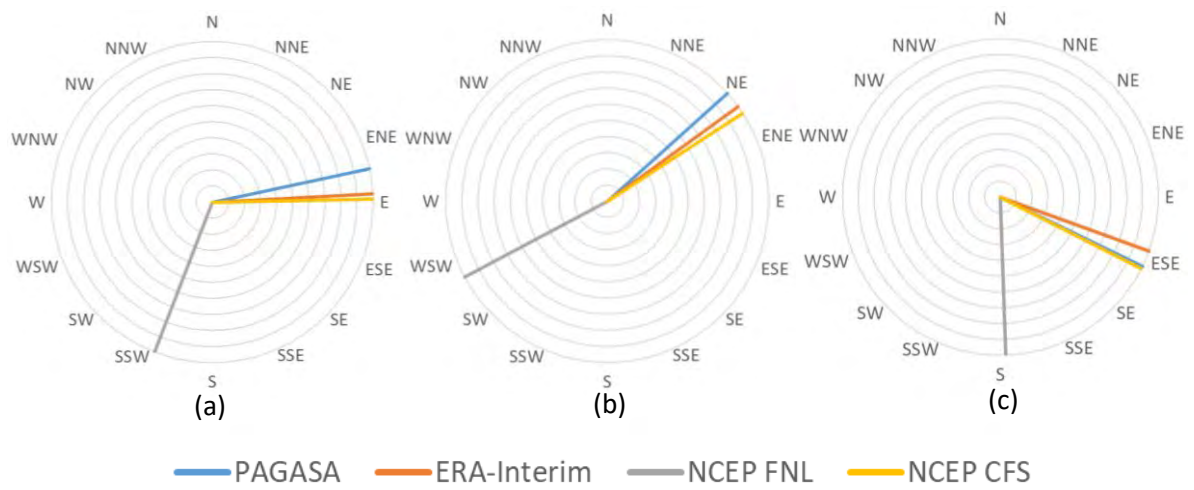 N
NNW NNE
NW NE
WNW ENE
W E
WSW ESE
SW SE
SSW SSE
S
(a)
N
NNW NNE
NW NE
WNW ENE
W E
WSW ESE
SW SE
SSW SSE
S
(b)
N
NNW NNE
NW NE
WNW ENE
W E
WSW ESE
SW SE
SSW SSE
S
(c)
PAGASA ERA-Interim NCEP FNL NCEP CFS